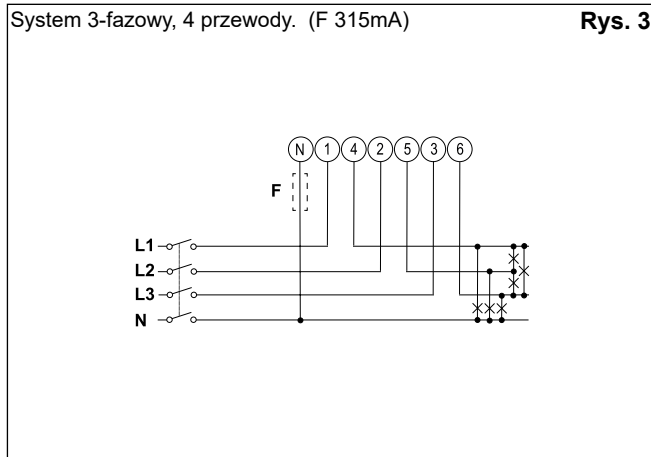 System 3-fazowy, 4 przewody. (F 315mA) Rys. 3
N 1 4 2 5 3 6
F
L1
L2
L3
N